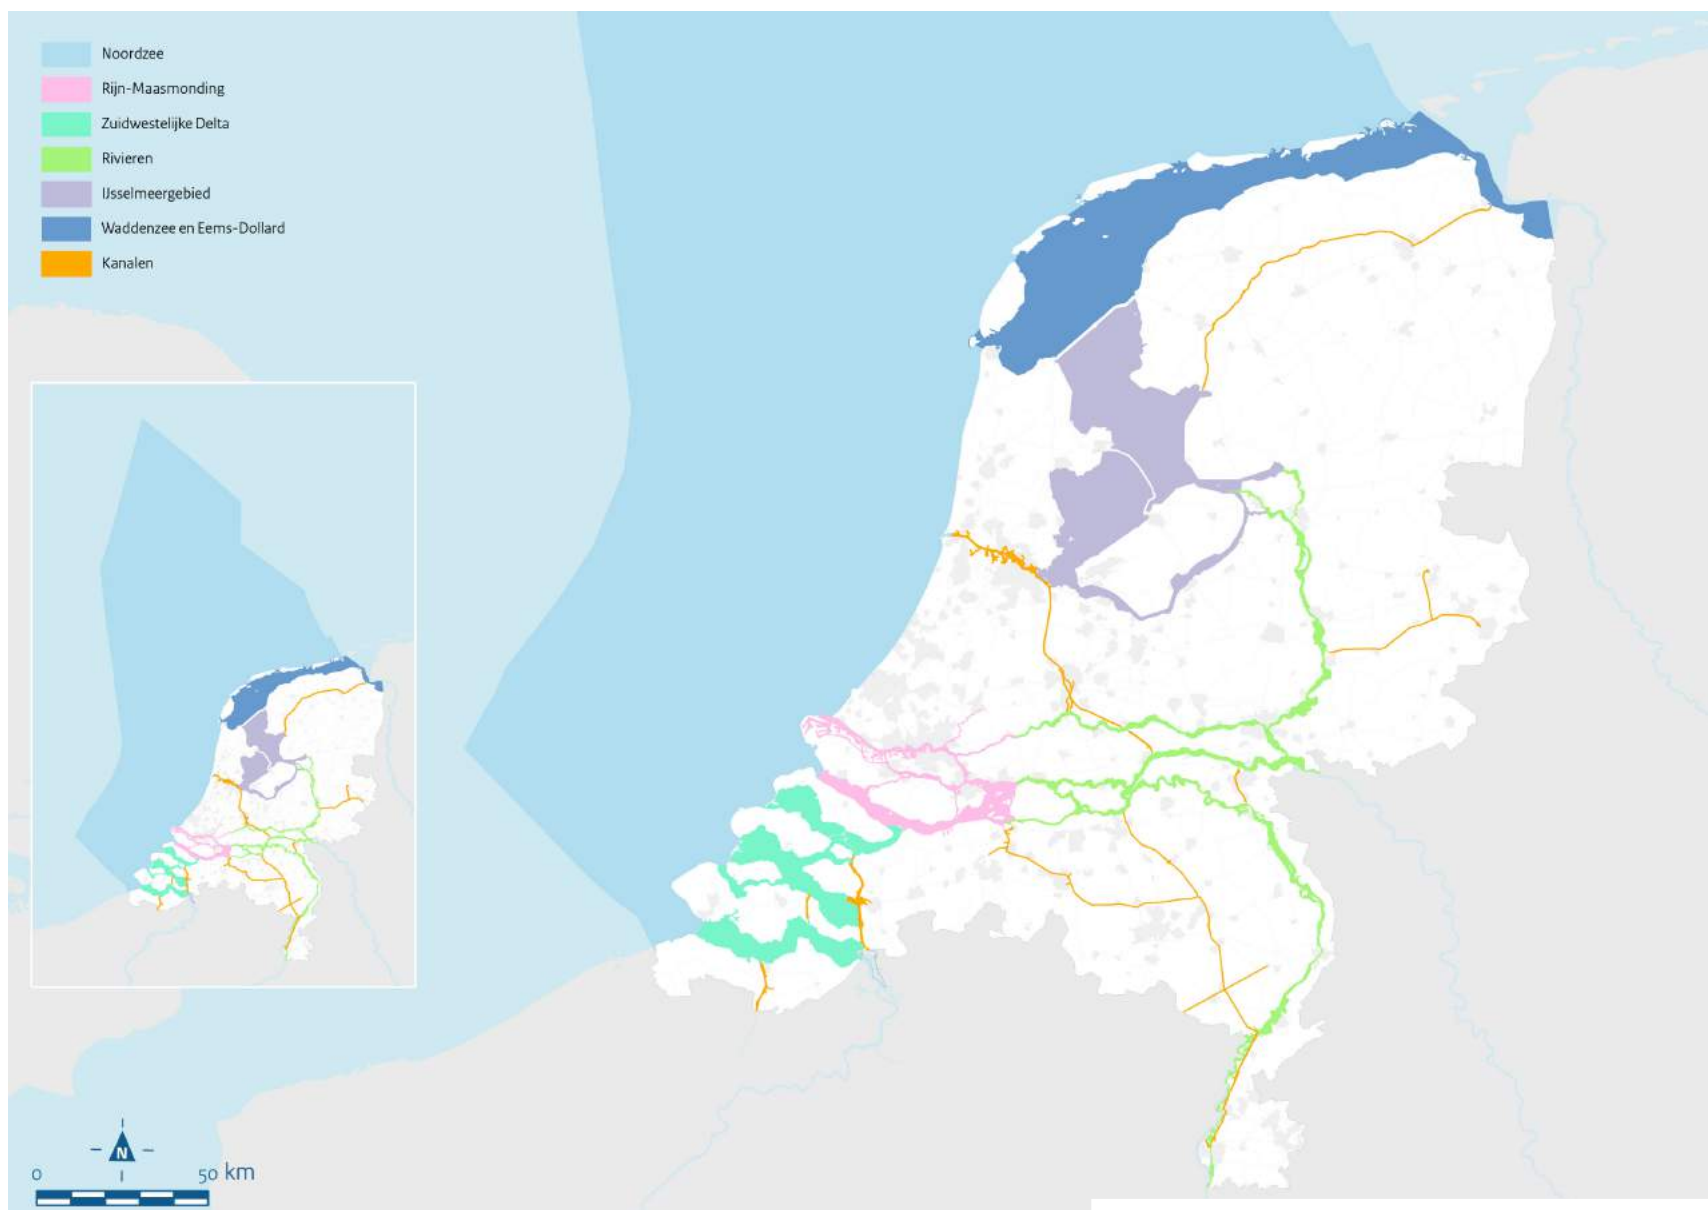 Noordzee
Rijn-Maasmonding
Zuidwestelijke Delta
Rivieren
IJsselmeergebied
Waddenzee en Eems-Dollard
Kanalen
N
0 50 km